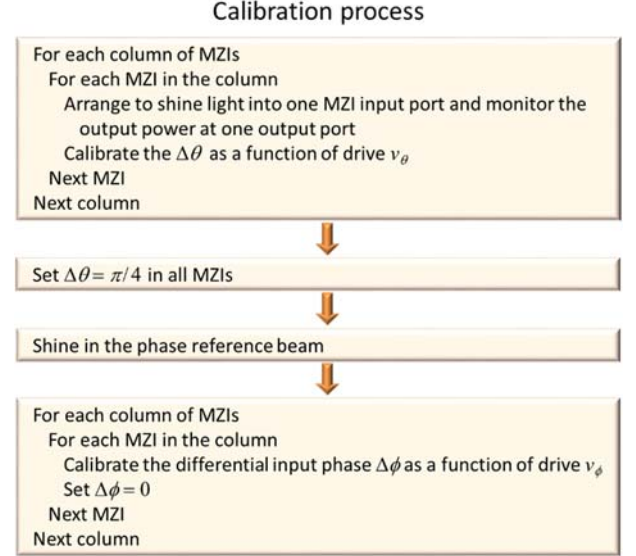 Calibration process
For each column of MZIs
For each MZI in the column
Arrange to shine light into one MZI input port and monitor the
output power at one output port
Calibrate the Δθ as a function of drive v_θ
Next MZI
Next column
Set Δθ= π/4 in all MZIs
Shine in the phase reference beam
For each column of MZIs
For each MZI in the column
Calibrate the differential input phase Δϕ as a function of drive v_ϕ
Set Δϕ= 0
Next MZI
Next column